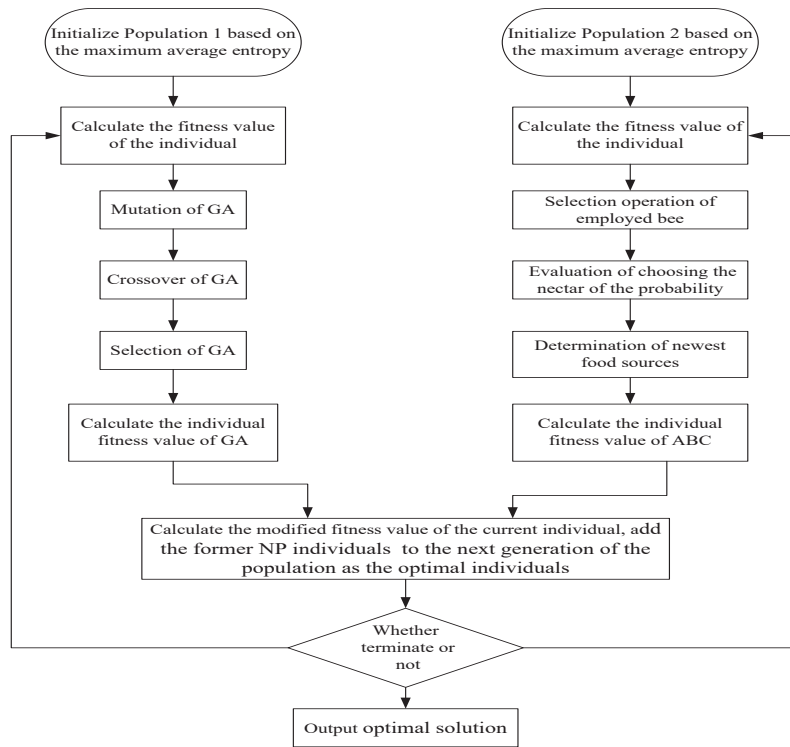 Initialize Population 1 based on
the maximum average entropy
Calculate the fitness value
of the individual
Mutation of GA
Crossover of GA
Selection of GA
Calculate the individual
fitness value of GA
Initialize Population 2 based on
the maximum average entropy
Calculate the fitness value of
the individual
Selection operation of
employed bee
Evaluation of choosing the
nectar of the probability
Determination of newest
food sources
Calculate the individual
fitness value of ABC
Calculate the modified fitness value of the current individual, add
the former NP individuals to the next generation of the
population as the optimal individuals
Whether
terminate or
not
Output optimal solution